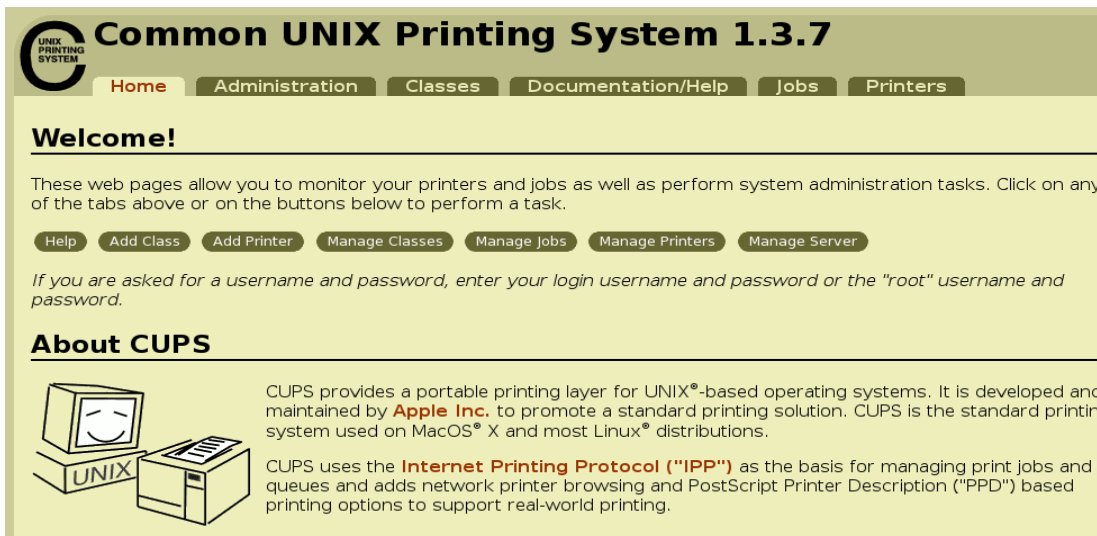 UNIX
PRINTING
SYSTEM
Common UNIX Printing System 1.3.7
Home Administration Classes Documentation/Help Jobs Printers
Welcome!
These web pages allow you to monitor your printers and jobs as well as perform system administration tasks. Click on any
of the tabs above or on the buttons below to perform a task.
Help Add Class Add Printer Manage Classes Manage Jobs Manage Printers Manage Server
If you are asked for a username and password, enter your login username and password or the "root" username and
password.
About CUPS
CUPS provides a portable printing layer for UNIX®-based operating systems. It is developed and
maintained by Apple Inc. to promote a standard printing solution. CUPS is the standard printin
system used on MacOS® X and most Linux® distributions.
UNIX
CUPS uses the Internet Printing Protocol ("IPP") as the basis for managing print jobs and
queues and adds network printer browsing and PostScript Printer Description ("PPD") based
printing options to support real-world printing.